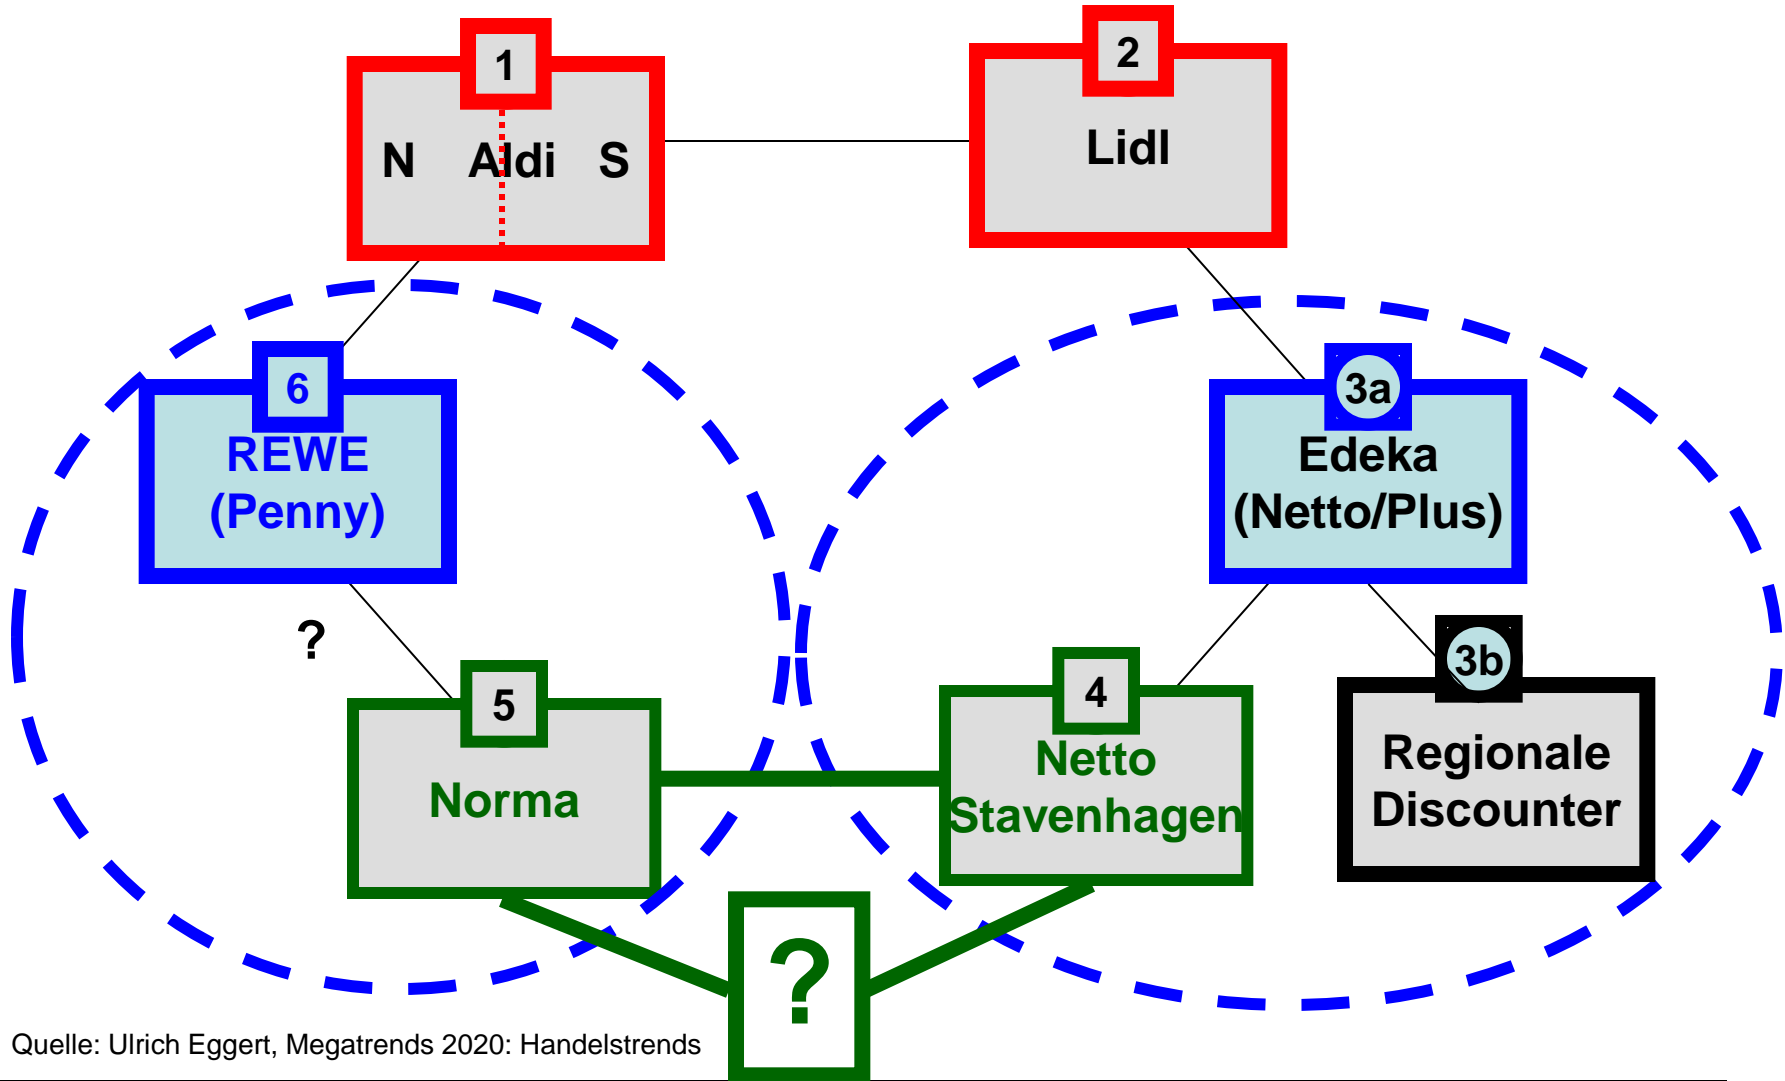 1
N Aldi S
2
Lidl
6
REWE
(Penny)
3a
Edeka
(Netto/Plus)
?
5
Norma
4
Netto
Stavenhagen
3b
Regionale
Discounter
?
Quelle: Ulrich Eggert, Megatrends 2020: Handelstrends